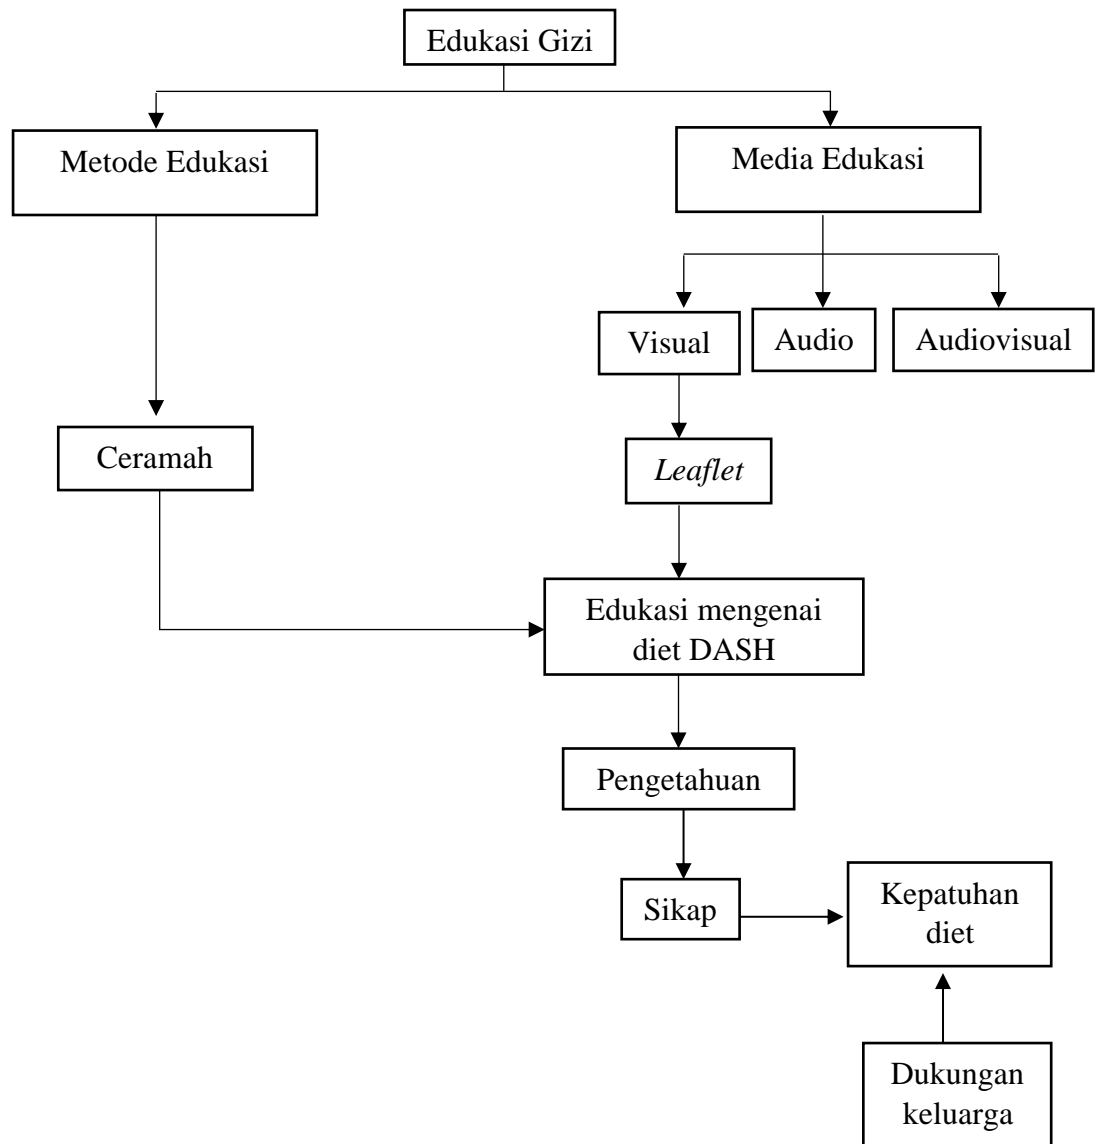 Edukasi Gizi
Metode Edukasi
Media Edukasi
Visual
Audio
Audiovisual
Ceramah
Leaflet
Edukasi mengenai
diet DASH
Pengetahuan
Sikap
Kepatuhan
diet
Dukungan
keluarga